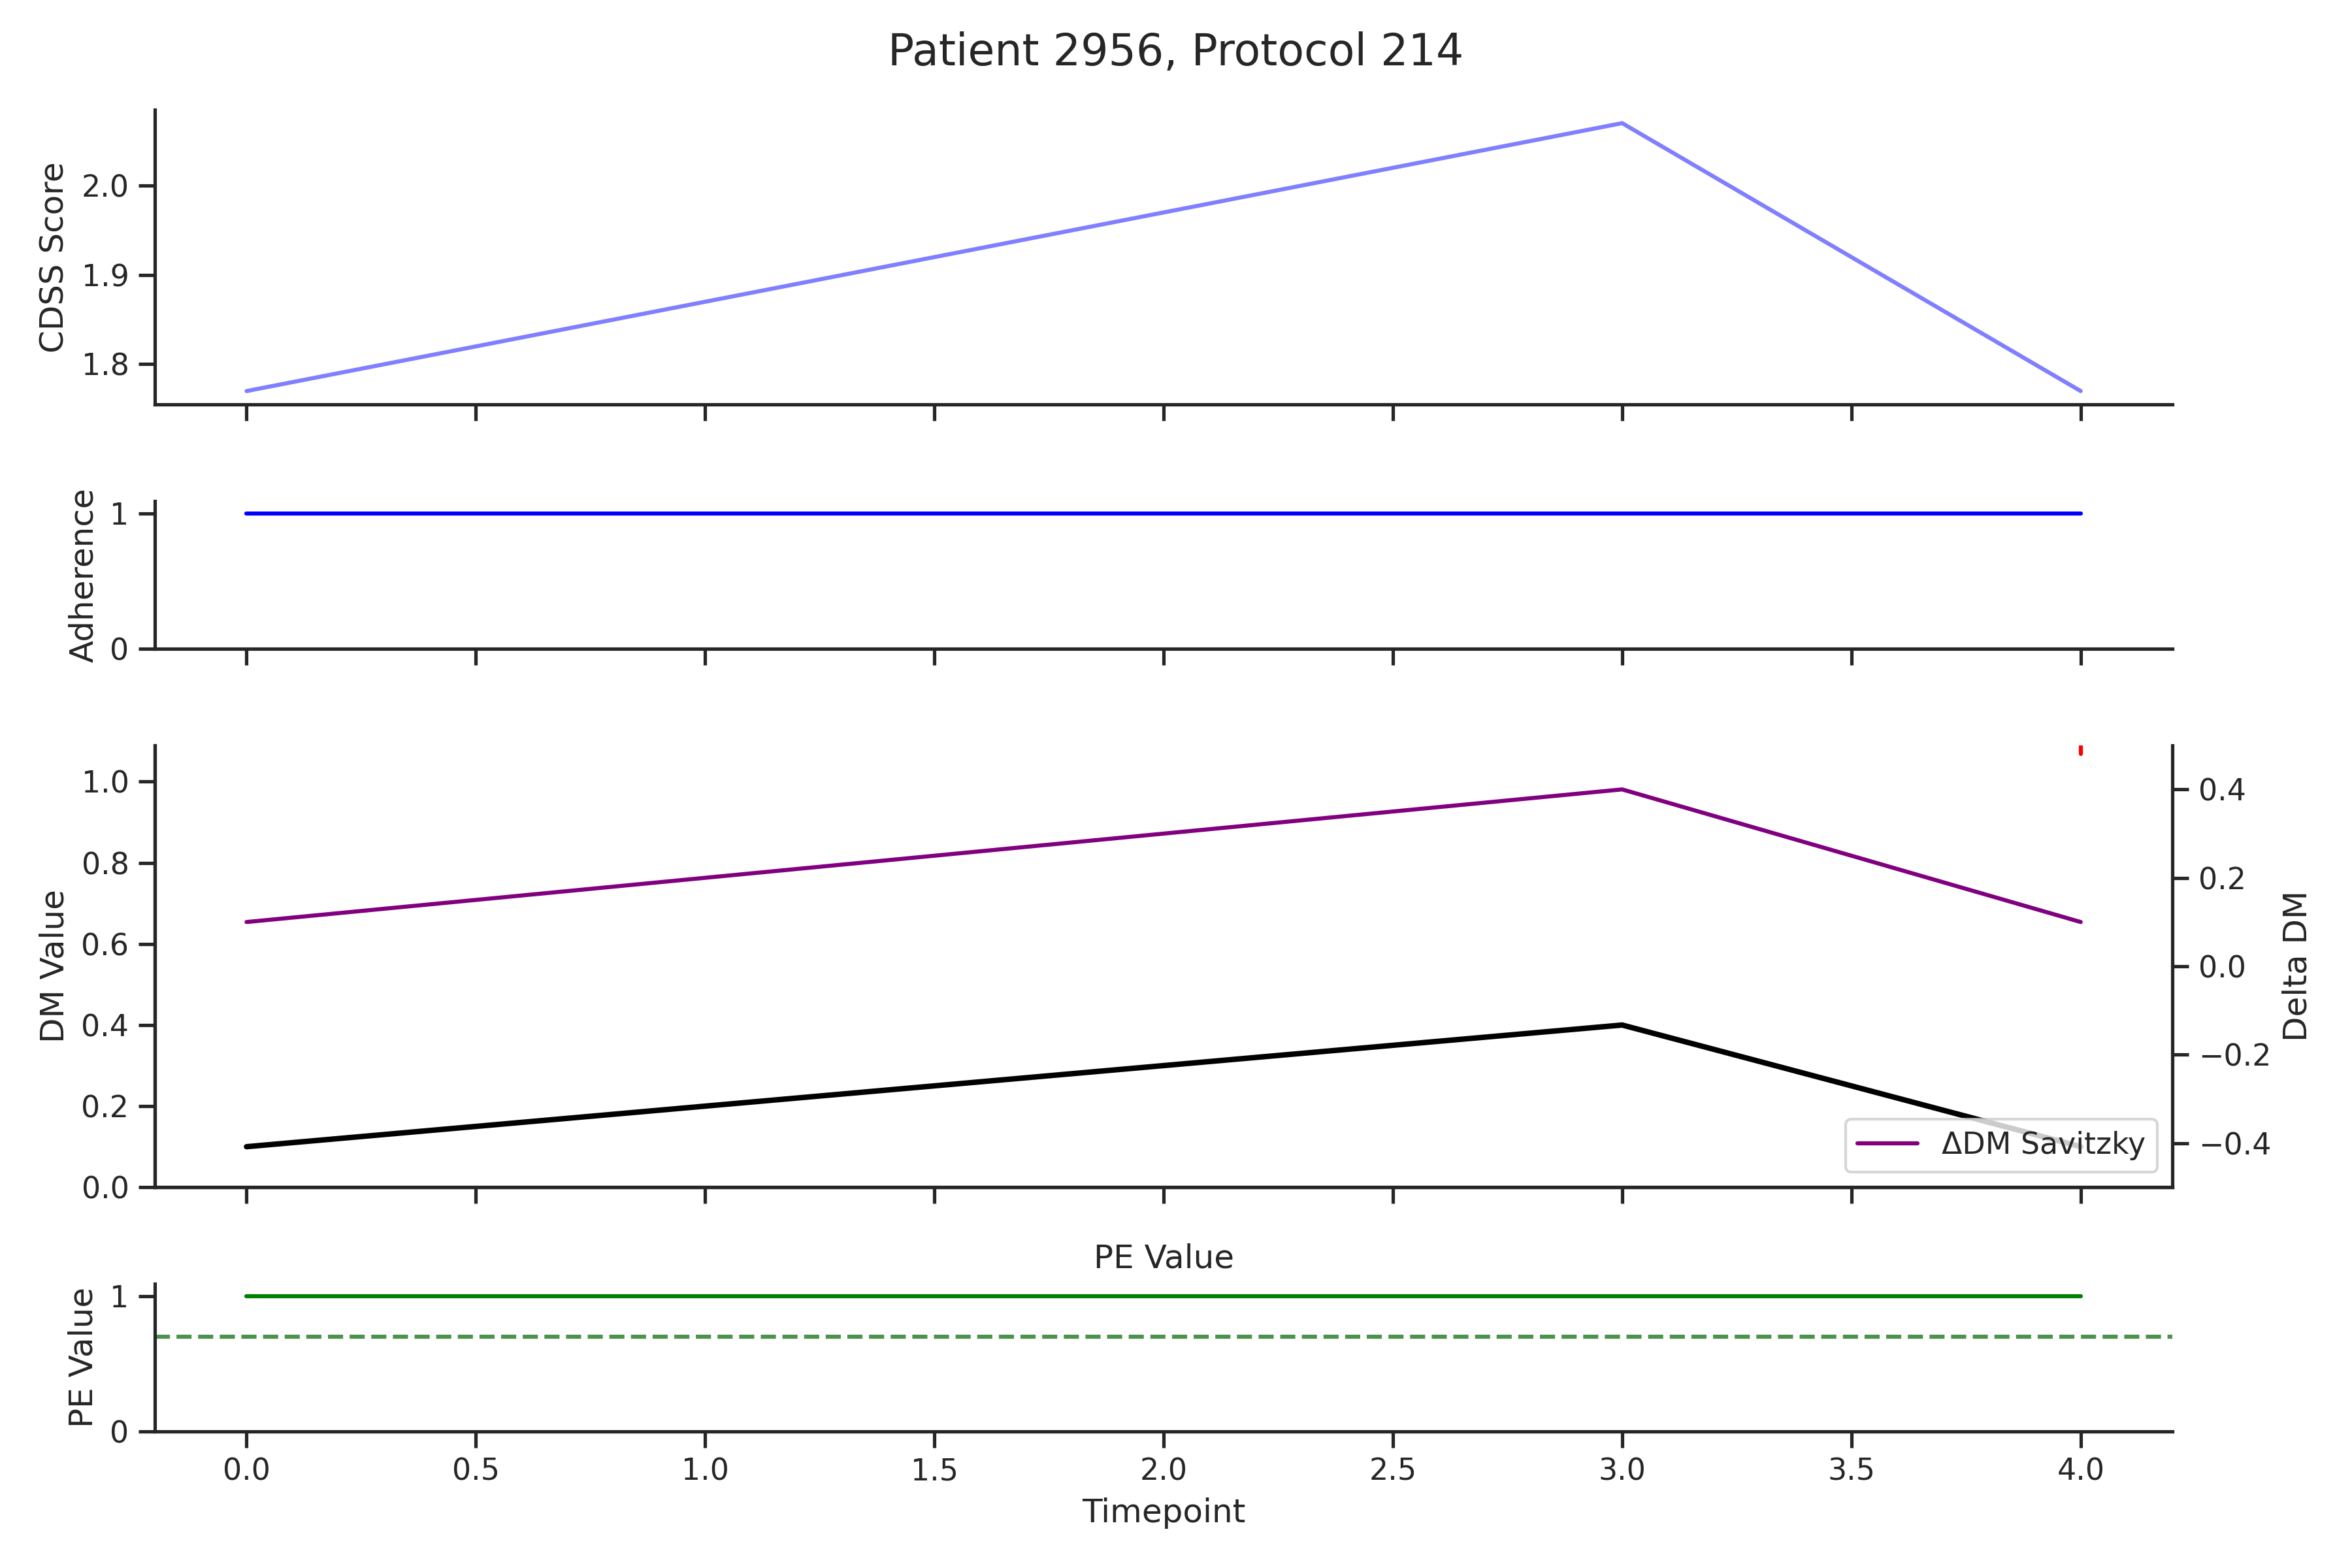 Patient 2956, Protocol 214
CDSS Score
2.0
1.9
1.8
Adherence
1
0
DM Value
1.0
0.8
0.6
0.4
0.2
0.0
0.4
0.2
0.0
−0.2
−0.4
Delta DM
ΔDM Savitzky
PE Value
PE Value
1
0
0.0 0.5 1.0 1.5 2.0 2.5 3.0 3.5 4.0
Timepoint